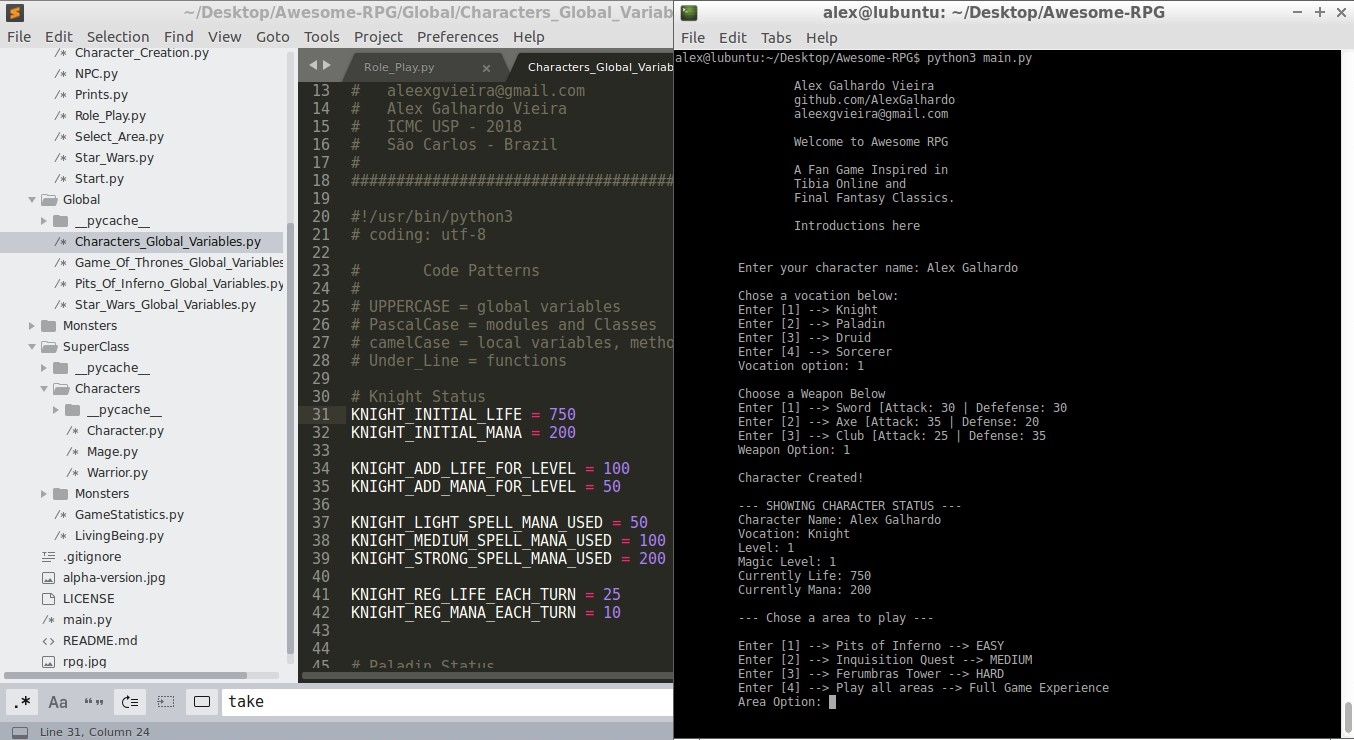 ~/Desktop/Awesome-RPG/Global/Characters_Global_Variab
File Edit Selection Find View Goto Tools Project Preferences Help
Character_Creation.py
NPC.py
Prints.py
Role_Play.py
Select_Area.py
Star_Wars.py
Start.py
Global
__pycache__
Characters_Global_Variables.py
Game_Of_Thrones_Global_Variables
Pits_Of_Inferno_Global_Variables.py
Star_Wars_Global_Variables.py
Monsters
SuperClass
__pycache__
Characters
__pycache__
Character.py
Mage.py
Warrior.py
Monsters
GameStatistics.py
LivingBeing.py
.gitignore
alpha-version.jpg
LICENSE
main.py
README.md
rpg.jpg
Role_Play.py × Characters_Global_Variab
13 # aleexgvieira@gmail.com
14 # Alex Galhardo Vieira
15 # ICMC USP - 2018
16 # São Carlos - Brazil
17 #
18 ####################################
19
20 #!/usr/bin/python3
21 # coding: utf-8
22
23 # Code Patterns
24 #
25 # UPPERCASE = global variables
26 # PascalCase = modules and Classes
27 # camelCase = local variables, metho
28 # Under_Line = functions
29
30 # Knight Status
31 KNIGHT_INITIAL_LIFE = 750
32 KNIGHT_INITIAL_MANA = 200
33
34 KNIGHT_ADD_LIFE_FOR_LEVEL = 100
35 KNIGHT_ADD_MANA_FOR_LEVEL = 50
36
37 KNIGHT_LIGHT_SPELL_MANA_USED = 50
38 KNIGHT_MEDIUM_SPELL_MANA_USED = 100
39 KNIGHT_STRONG_SPELL_MANA_USED = 200
40
41 KNIGHT_REG_LIFE_EACH_TURN = 25
42 KNIGHT_REG_MANA_EACH_TURN = 10
43
44
45 # Paladin Status
.* Aa “” take
Line 31, Column 24
alex@lubuntu: ~/Desktop/Awesome-RPG
File Edit Tabs Help
alex@lubuntu:~/Desktop/Awesome-RPG$ python3 main.py
Alex Galhardo Vieira
github.com/AlexGalhardo
aleexgvieira@gmail.com
Welcome to Awesome RPG
A Fan Game Inspired in
Tibia Online and
Final Fantasy Classics.
Introductions here
Enter your character name: Alex Galhardo
Chose a vocation below:
Enter [1] --> Knight
Enter [2] --> Paladin
Enter [3] --> Druid
Enter [4] --> Sorcerer
Vocation option: 1
Choose a Weapon Below
Enter [1] --> Sword [Attack: 30 | Defefense: 30
Enter [2] --> Axe [Attack: 35 | Defense: 20
Enter [3] --> Club [Attack: 25 | Defense: 35
Weapon Option: 1
Character Created!
--- SHOWING CHARACTER STATUS ---
Character Name: Alex Galhardo
Vocation: Knight
Level: 1
Magic Level: 1
Currently Life: 750
Currently Mana: 200
--- Chose a area to play ---
Enter [1] --> Pits of Inferno --> EASY
Enter [2] --> Inquisition Quest --> MEDIUM
Enter [3] --> Ferumbras Tower --> HARD
Enter [4] --> Play all areas --> Full Game Experience
Area Option: